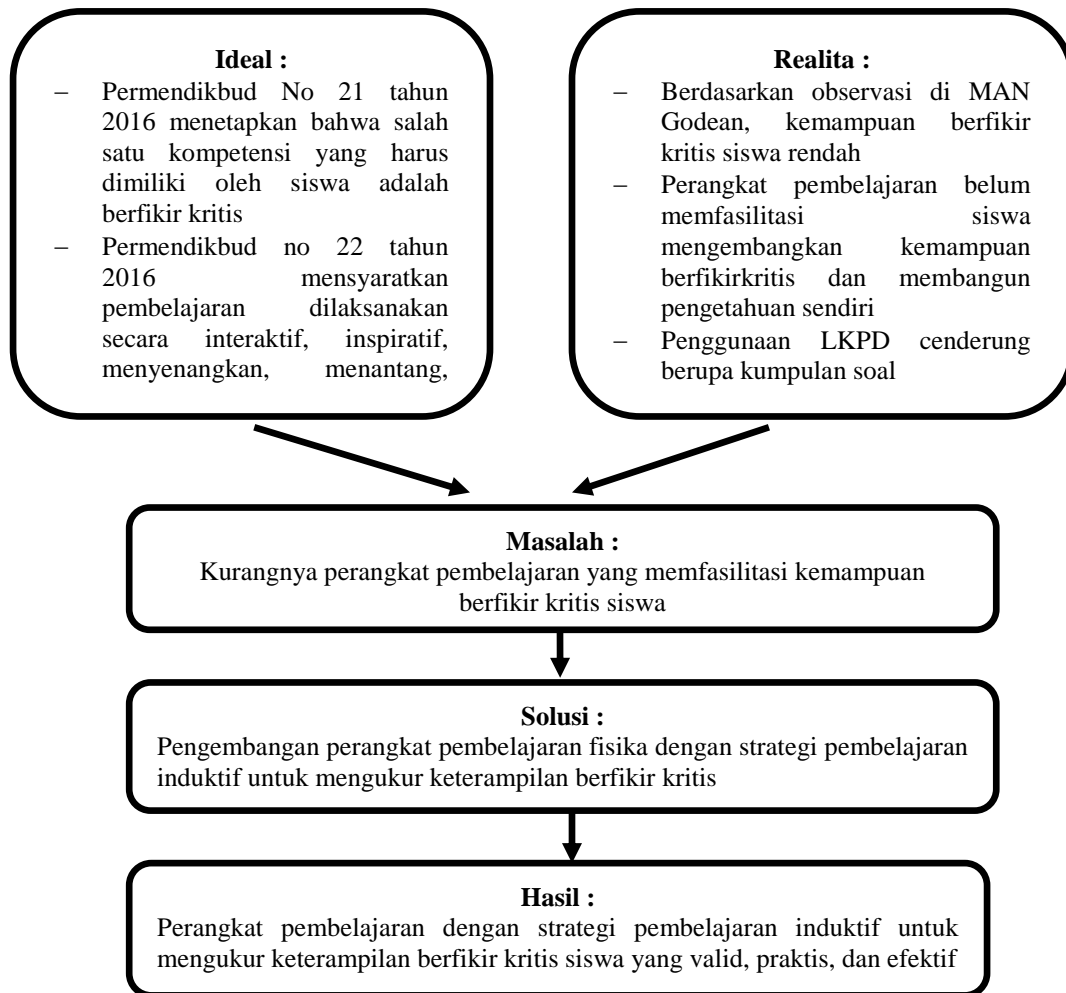 Ideal :
– Permendikbud No 21 tahun
2016 menetapkan bahwa salah
satu kompetensi yang harus
dimiliki oleh siswa adalah
berfikir kritis
– Permendikbud no 22 tahun
2016 mensyaratkan
pembelajaran dilaksanakan
secara interaktif, inspiratif,
menyenangkan, menantang,
Realita :
– Berdasarkan observasi di MAN
Godean, kemampuan berfikir
kritis siswa rendah
– Perangkat pembelajaran belum
memfasilitasi siswa
mengembangkan kemampuan
berfikirkritis dan membangun
pengetahuan sendiri
– Penggunaan LKPD cenderung
berupa kumpulan soal
Masalah :
Kurangnya perangkat pembelajaran yang memfasilitasi kemampuan
berfikir kritis siswa
Solusi :
Pengembangan perangkat pembelajaran fisika dengan strategi pembelajaran
induktif untuk mengukur keterampilan berfikir kritis
Hasil :
Perangkat pembelajaran dengan strategi pembelajaran induktif untuk
mengukur keterampilan berfikir kritis siswa yang valid, praktis, dan efektif